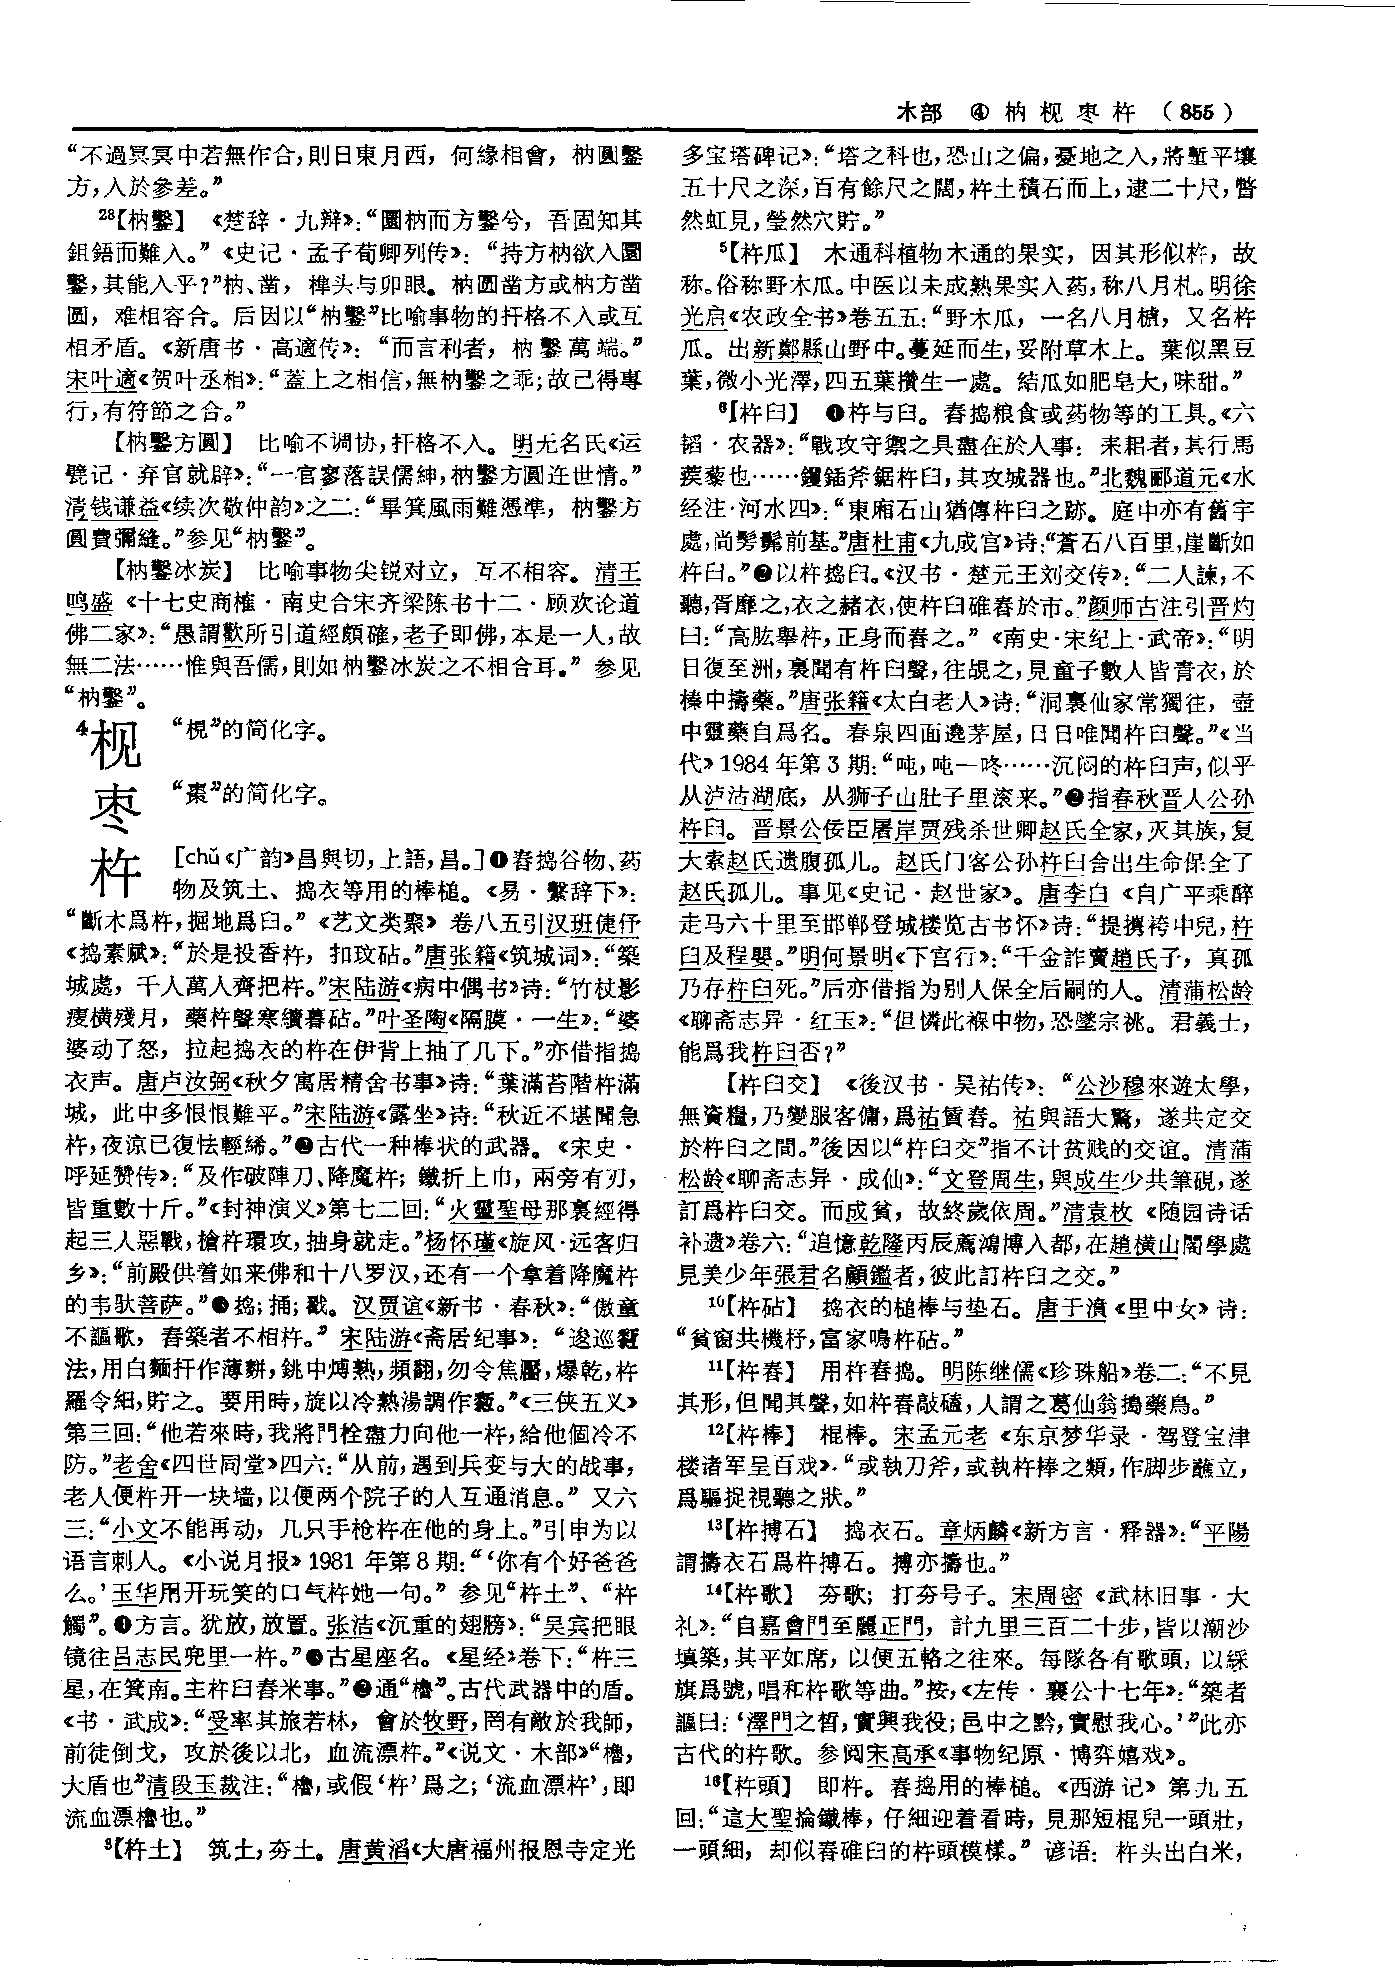 木部 ④ 枘枧枣杵 (855)
“不過冥冥中若無作合,則日東月西，何緣相會，枘圓鑿
方,入於參差。”
28【枘鑿】 《楚辞·九辩》:“圜枘而方鑿兮，吾固知其
鉏鋙而難入。”《史记·孟子荀卿列传》：“持方枘欲入圜
鑿,其能入乎?”枘、凿，榫头与卯眼。枘圆凿方或枘方凿
圆，难相容合。后因以“枘鑿”比喻事物的扞格不入或互
相矛盾。《新唐书·高適传》：“而言利者，枘鑿萬端。”
宋叶適《贺叶丞相》:“蓋上之相信,無枘鑿之乖;故己得專
行,有符節之合。”
【枘鑿方圓】 比喻不调协,扞格不入。明无名氏《运
甓记·弃官就辟》:“一官寥落誤儒紳,枘鑿方圓迕世情。”
清钱谦益《续次敬仲韵》之二:“畢箕風雨難憑準，枘鑿方
圓費彌縫。”参见“枘鑿”。
【枘鑿冰炭】 比喻事物尖锐对立，互不相容。清王
鸣盛《十七史商榷·南史合宋齐梁陈书十二·顾欢论道
佛二家》:“愚謂歡所引道經頗確,老子即佛,本是一人,故
無二法……惟與吾儒,則如枘鑿冰炭之不相合耳。”参见
“枘鑿”。
4枧 “梘”的简化字。
枣 “棗”的简化字。
杵 [chǔ《广韵》昌與切,上語,昌。]❶舂捣谷物、药
物及筑土、捣衣等用的棒槌。《易·繫辞下》：
“斷木爲杵,掘地爲臼。”《艺文类聚》卷八五引汉班倢伃
《捣素赋》:“於是投香杵，扣玟砧。”唐张籍《筑城词》:“築
城處，千人萬人齊把杵。”宋陆游《病中偶书》诗:“竹杖影
瘦横殘月，藥杵聲寒續暮砧。”叶圣陶《隔膜·一生》:“婆
婆动了怒，拉起捣衣的杵在伊背上抽了几下。”亦借指捣
衣声。唐卢汝弼《秋夕寓居精舍书事》诗:“葉滿苔階杵滿
城，此中多恨恨難平。”宋陆游《露坐》诗:“秋近不堪聞急
杵,夜涼已復怯輕絺。”❷古代一种棒状的武器。《宋史·
呼延赞传》:“及作破陣刀、降魔杵；鐵折上巾，兩旁有刃，
皆重數十斤。”《封神演义》第七二回:“火靈聖母那裏經得
起三人惡戰,槍杵環攻,抽身就走。”杨怀瑾《旋风·远客归
乡》:“前殿供着如来佛和十八罗汉,还有一个拿着降魔杵
的韦驮菩萨。”❸捣;捅;戳。汉贾谊《新书·春秋》:“傲童
不謳歌，舂築者不相杵。”宋陆游《斋居纪事》：“逡巡
法,用白麵扞作薄餅,銚中煿熟,頻翻,勿令焦黶,爆乾,杵
羅令細,貯之。要用時,旋以冷熟湯調作。”《三侠五义》
第三回:“他若來時,我將門栓盡力向他一杵,給他個冷不
防。”老舍《四世同堂》四六:“从前,遇到兵变与大的战事，
老人便杵开一块墙,以便两个院子的人互通消息。”又六
三:“小文不能再动，几只手枪杵在他的身上。”引申为以
语言刺人。《小说月报》1981年第8期:“‘你有个好爸爸
么。’玉华用开玩笑的口气杵她一句。”参见“杵土”、“杵
觸”。❹方言。犹放,放置。张洁《沉重的翅膀》:“吴宾把眼
镜往吕志民兜里一杵。”❺古星座名。《星经》卷下:“杵三
星,在箕南。主杵臼舂米事。”❻通“櫓”。古代武器中的盾。
《书·武成》:“受率其旅若林，會於牧野,罔有敵於我師，
前徒倒戈，攻於後以北，血流漂杵。”《说文·木部》“櫓，
大盾也”清段玉裁注:“櫓,或假‘杵’爲之;‘流血漂杵’,即
流血漂櫓也。”
3【杵土】 筑土,夯土。唐黄滔《大唐福州报恩寺定光
多宝塔碑记》:“塔之科也,恐山之偏,憂地之入,將塹平壤
五十尺之深,百有餘尺之闊,杵土積石而上,逮二十尺,瞥
然虹見,瑩然穴貯。”
5【杵瓜】 木通科植物木通的果实，因其形似杵，故
称。俗称野木瓜。中医以未成熟果实入药,称八月札。明徐
光启《农政全书》卷五五:“野木瓜，一名八月樝，又名杵
瓜。出新鄭縣山野中。蔓延而生,妥附草木上。葉似黑豆
葉,微小光澤,四五葉攢生一處。結瓜如肥皂大,味甜。”
6【杵臼】 ❶杵与臼。舂捣粮食或药物等的工具。《六
韬·农器》:“戰攻守禦之具盡在於人事：耒耜者,其行馬
蒺藜也……钁鍤斧鋸杵臼,其攻城器也。”北魏郦道元《水
经注·河水四》:“東廂石山猶傳杵臼之跡。庭中亦有舊宇
處,尚髣髴前基。”唐杜甫《九成宫》诗:“蒼石八百里,崖斷如
杵臼。”❷以杵捣臼。《汉书·楚元王刘交传》:“二人諫,不
聽,胥靡之,衣之赭衣,使杵臼碓舂於市。”颜师古注引晋灼
曰:“高肱舉杵,正身而舂之。”《南史·宋纪上·武帝》:“明
日復至洲,裏聞有杵臼聲,往覘之,見童子數人皆青衣,於
榛中擣藥。”唐张籍《太白老人》诗:“洞裏仙家常獨往，壺
中靈藥自爲名。春泉四面遶茅屋,日日唯聞杵臼聲。”《当
代》1984年第3期:“吨,吨一咚……沉闷的杵臼声,似乎
从泸沽湖底，从狮子山肚子里滚来。”❸指春秋晋人公孙
杵臼。晋景公佞臣屠岸贾残杀世卿赵氏全家,灭其族,复
大索赵氏遗腹孤儿。赵氏门客公孙杵臼舍出生命保全了
赵氏孤儿。事见《史记·赵世家》。唐李白《自广平乘醉
走马六十里至邯郸登城楼览古书怀》诗:“提攜袴中兒,杵
臼及程嬰。”明何景明《下宫行》:“千金詐賣趙氏子，真孤
乃存杵臼死。”后亦借指为别人保全后嗣的人。清蒲松龄
《聊斋志异·红玉》:“但憐此褓中物,恐墜宗祧。君義士，
能爲我杵臼否?”
【杵臼交】 《後汉书·吴祐传》：“公沙穆來遊太學，
無資糧,乃變服客傭,爲祐賃舂。祐與語大驚，遂共定交
於杵臼之間。”後因以“杵臼交”指不计贫贱的交谊。清蒲
松龄《聊斋志异·成仙》:“文登周生,與成生少共筆硯,遂
訂爲杵臼交。而成貧，故終歲依周。”清袁枚《随园诗话
补遗》卷六:“追憶乾隆丙辰薦鴻博入都,在趙横山閣學處
見美少年張君名顧鑑者,彼此訂杵臼之交。”
10【杵砧】 捣衣的槌棒与垫石。唐于濆《里中女》诗：
“貧窗共機杼,富家鳴杵砧。”
11【杵舂】 用杵舂捣。明陈继儒《珍珠船》卷二:“不見
其形,但聞其聲,如杵舂敲磕,人謂之葛仙翁搗藥鳥。”
12【杵棒】 棍棒。宋孟元老《东京梦华录·驾登宝津
楼诸军呈百戏》:“或執刀斧,或執杵棒之類,作脚步蘸立，
爲驅捉視聽之狀。”
13【杵搏石】 捣衣石。章炳麟《新方言·释器》:“平陽
謂擣衣石爲杵搏石。搏亦擣也。”
14【杵歌】 夯歌；打夯号子。宋周密《武林旧事·大
礼》:“自嘉會門至麗正門，計九里三百二十步,皆以潮沙
填築,其平如席，以便五輅之往來。每隊各有歌頭，以綵
旗爲號,唱和杵歌等曲。”按,《左传·襄公十七年》:“築者
謳曰:‘澤門之皙,實興我役;邑中之黔,實慰我心。’”此亦
古代的杵歌。参阅宋高承《事物纪原·博弈嬉戏》。
16【杵頭】 即杵。舂捣用的棒槌。《西游记》第九五
回:“這大聖掄鐵棒，仔細迎着看時，見那短棍兒一頭壯，
一頭細，却似舂碓臼的杵頭模樣。”谚语：杵头出白米，